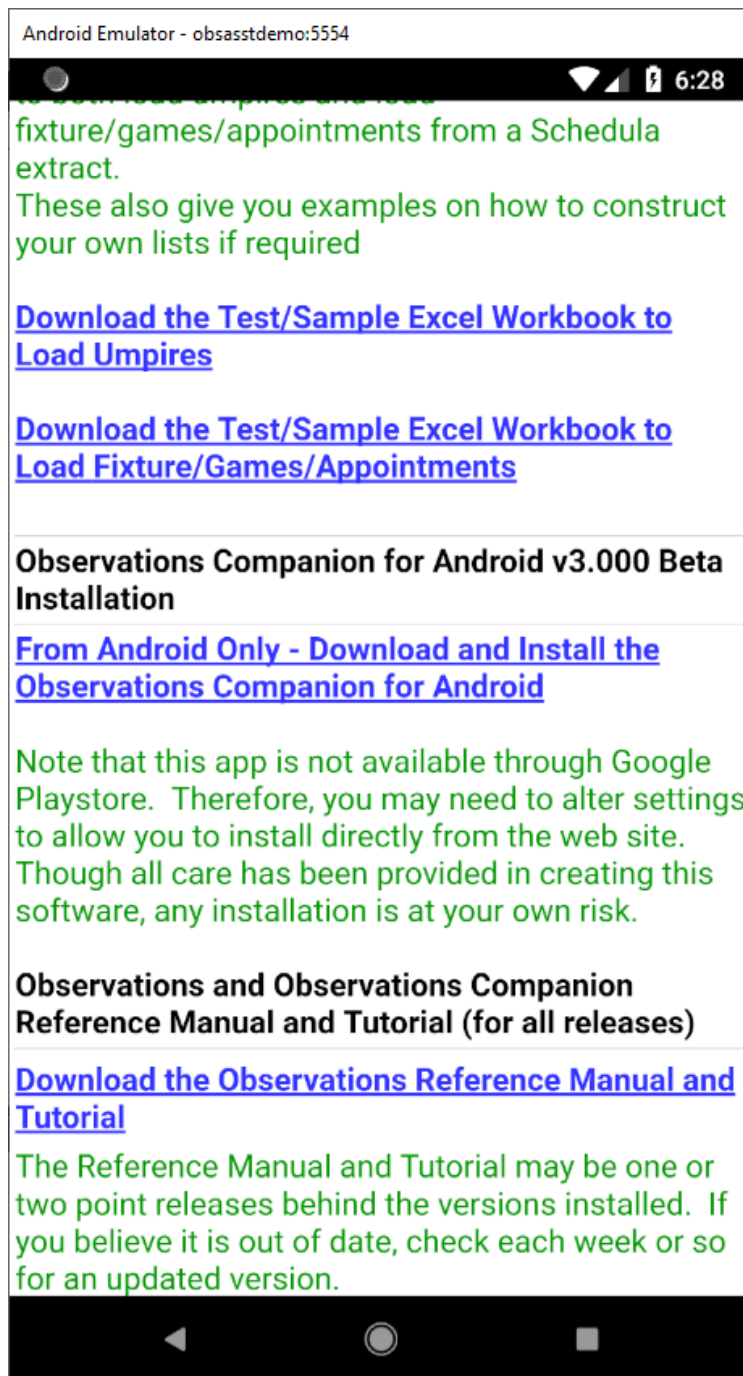 Android Emulator - obsasstdemo:5554
6:28
to both load umpires and load
fixture/games/appointments from a Schedula
extract.
These also give you examples on how to construct
your own lists if required
Download the Test/Sample Excel Workbook to
Load Umpires
Download the Test/Sample Excel Workbook to
Load Fixture/Games/Appointments
Observations Companion for Android v3.000 Beta
Installation
From Android Only - Download and Install the
Observations Companion for Android
Note that this app is not available through Google
Playstore.  Therefore, you may need to alter settings
to allow you to install directly from the web site.
Though all care has been provided in creating this
software, any installation is at your own risk.
Observations and Observations Companion
Reference Manual and Tutorial (for all releases)
Download the Observations Reference Manual and
Tutorial
The Reference Manual and Tutorial may be one or
two point releases behind the versions installed.  If
you believe it is out of date, check each week or so
for an updated version.